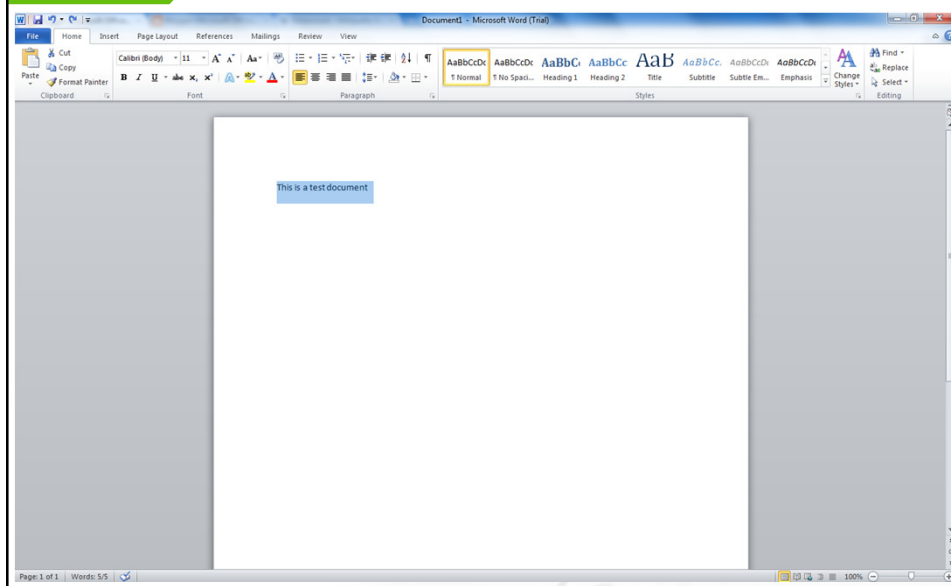 Document1 - Microsoft Word (Trial)
File Home Insert Page Layout References Mailings Review View
Cut
Copy
Format Painter
Paste
Calibri (Body) 11
AaBbCcDc AaBbCcDc AaBbC AaBbCc AaB AaBbCc. AaBbCcDc AaBbCcDc
¶ Normal ¶ No Spaci... Heading 1 Heading 2 Title Subtitle Subtle Em... Emphasis
Change Styles
Find
Replace
Select
Clipboard Font Paragraph Styles Editing
This is a test document
Page: 1 of 1 Words: 5/5 100%